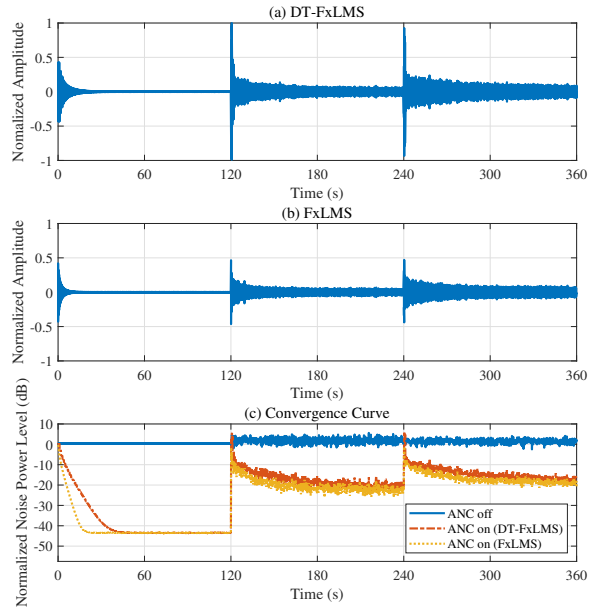 (a) DT-FxLMS
Nomalized Amplitude
1
0.5
0
-0.5
-1
0 60 120 180 240 300 360
Time (s)
(b) FxLMS
Normalized Amplitude
1
0.5
0
-0.5
-1
0 60 120 180 240 300 360
Time (s)
(c) Convergence Curve
Normalized Noise Power Level (dB)
10
0
-10
-20
-30
-40
-50
0 60 120 180 240 300 360
Time (s)
ANC off
ANC on (DT-FxLMS)
ANC on (FxLMS)